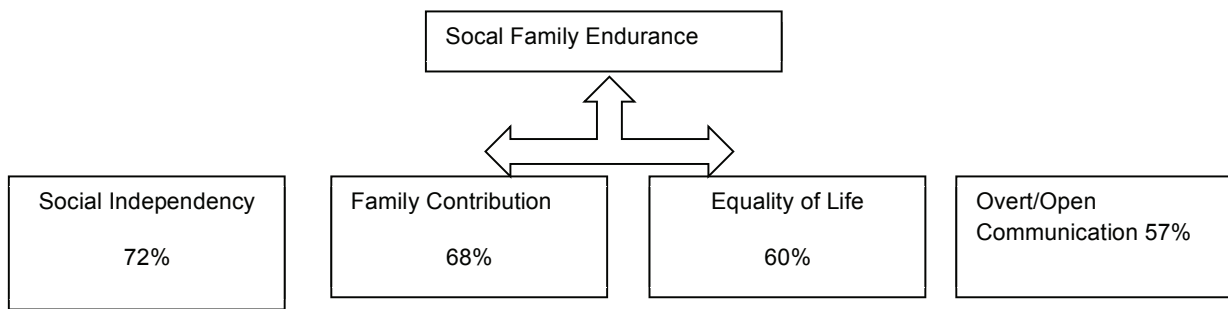 Socal Family Endurance
Social Independency
72%
Family Contribution
68%
Equality of Life
60%
Overt/Open
Communication 57%